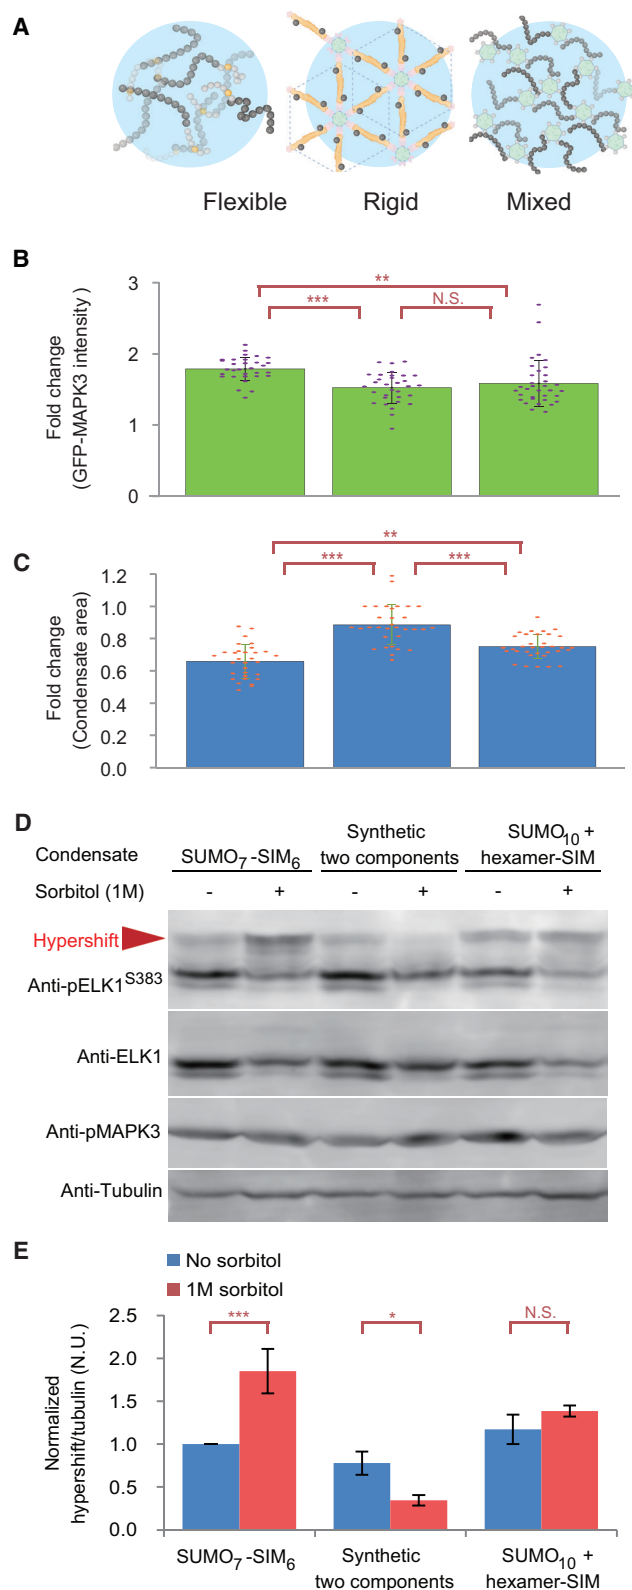 A
Flexible Rigid Mixed
B
Fold change
(GFP-MAPK3 intensity)
3
2
1
0
**
***
N.S.
C
Fold change
(Condensate area)
1.2
1.0
0.8
0.6
0.4
0.2
0.0
**
*** ***
D
Condensate SUMO7-SIM6 Synthetic two components SUMO10 + hexamer-SIM
Sorbitol (1M) - + - + - +
Hypershift
Anti-pELK1S383
Anti-ELK1
Anti-pMAPK3
Anti-Tubulin
E
No sorbitol
1M sorbitol
Normalized
hypershift/tubulin (N.U.)
2.5
2.0
1.5
1.0
0.5
0.0
*** * N.S.
SUMO7-SIM6 Synthetic two components SUMO10 + hexamer-SIM